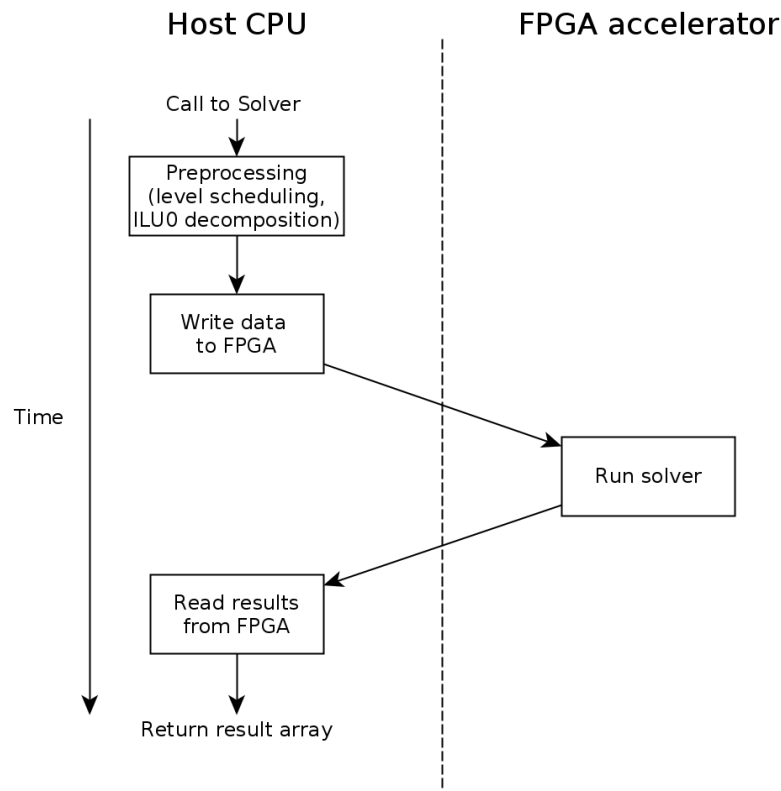 Host CPU
FPGA accelerator
Call to Solver
Preprocessing
(level scheduling,
ILU0 decomposition)
Write data
to FPGA
Time
Run solver
Read results
from FPGA
Return result array